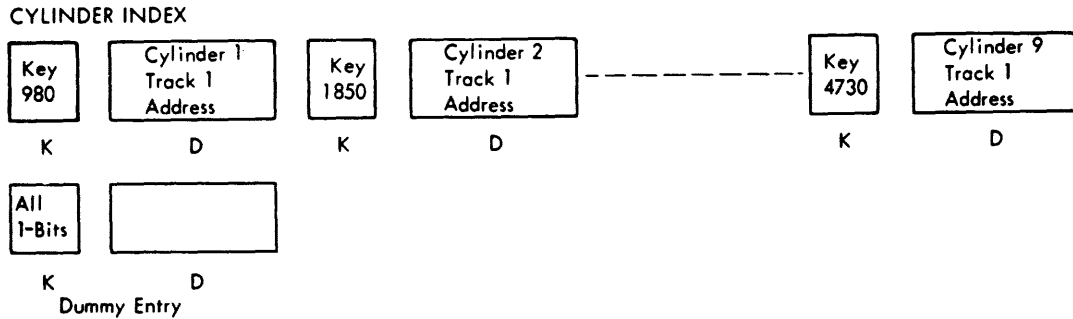 CYLINDER INDEX
Key
980
Cylinder 1
Track 1
Address
Key
1850
Cylinder 2
Track 1
Address
Key
4730
Cylinder 9
Track 1
Address
K
D
K
D
K
D
All
1-Bits
K
D
Dummy Entry